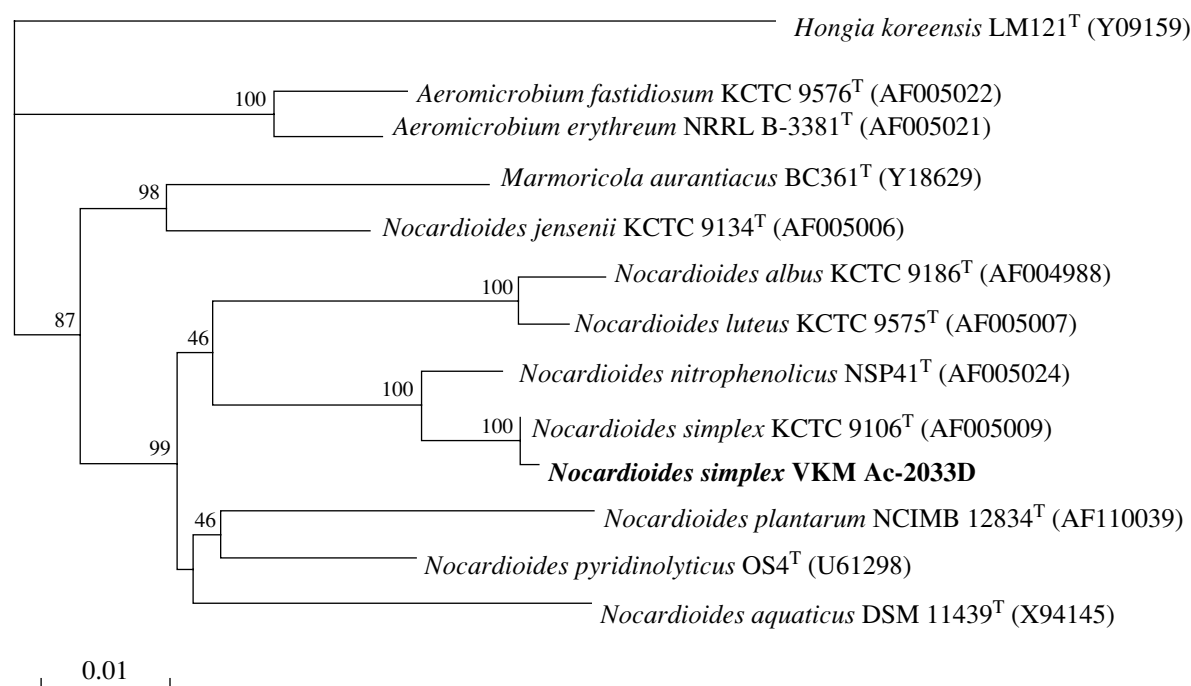 Hongia koreensis LM121T (Y09159)
100
Aeromicrobium fastidiosum KCTC 9576T (AF005022)
Aeromicrobium erythreum NRRL B-3381T (AF005021)
98
Marmoricola aurantiacus BC361T (Y18629)
Nocardioides jensenii KCTC 9134T (AF005006)
100
Nocardioides albus KCTC 9186T (AF004988)
87
46
Nocardioides luteus KCTC 9575T (AF005007)
100
Nocardioides nitrophenolicus NSP41T (AF005024)
100
Nocardioides simplex KCTC 9106T (AF005009)
99
Nocardioides simplex VKM Ac-2033D
46
Nocardioides plantarum NCIMB 12834T (AF110039)
Nocardioides pyridinolyticus OS4T (U61298)
Nocardioides aquaticus DSM 11439T (X94145)
0.01